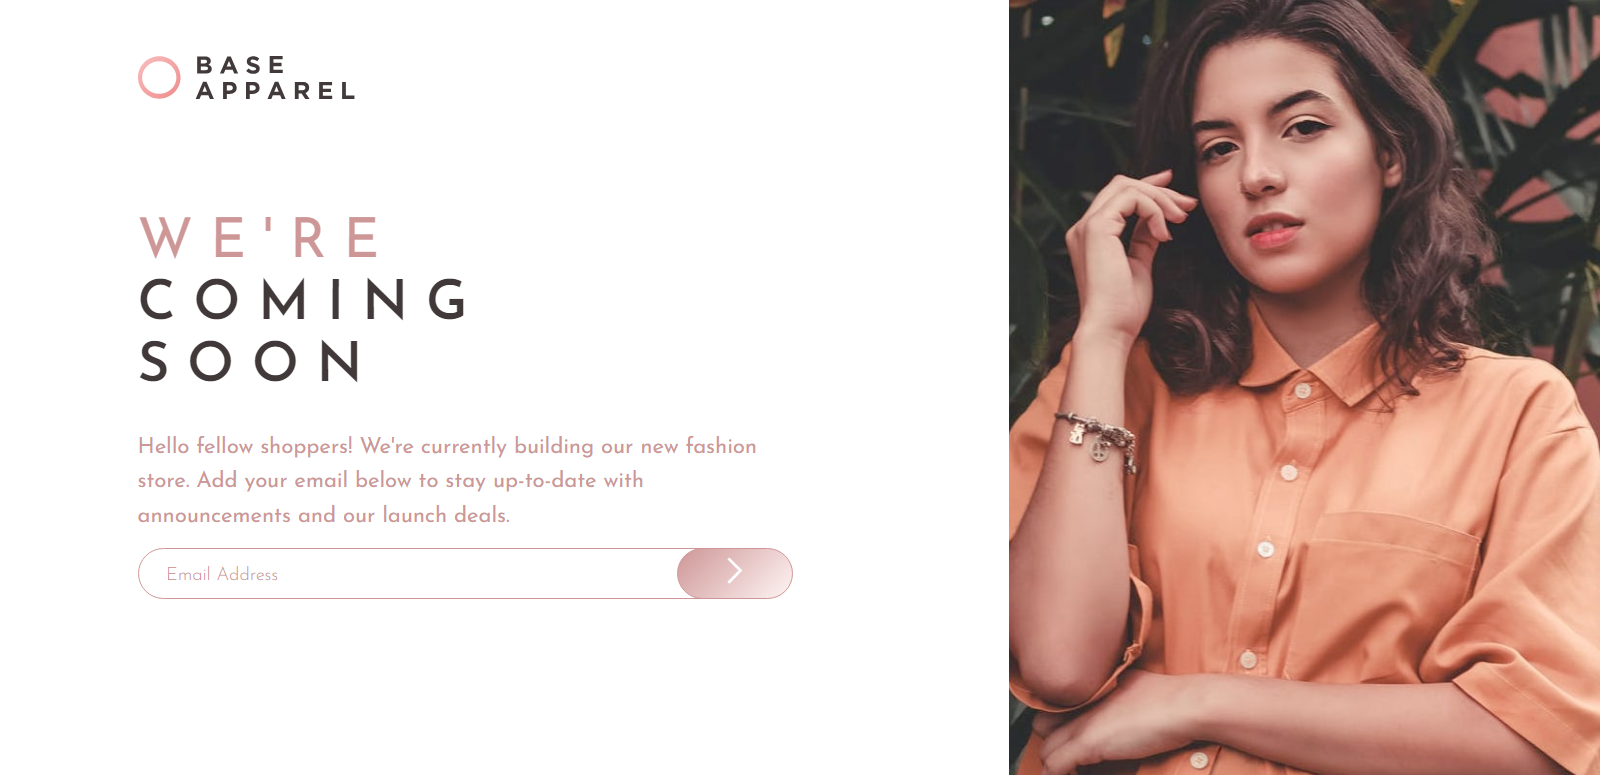 BASE
APPAREL
WE'RE
COMING
SOON
Hello fellow shoppers! We're currently building our new fashion
store. Add your email below to stay up-to-date with
announcements and our launch deals.
Email Address